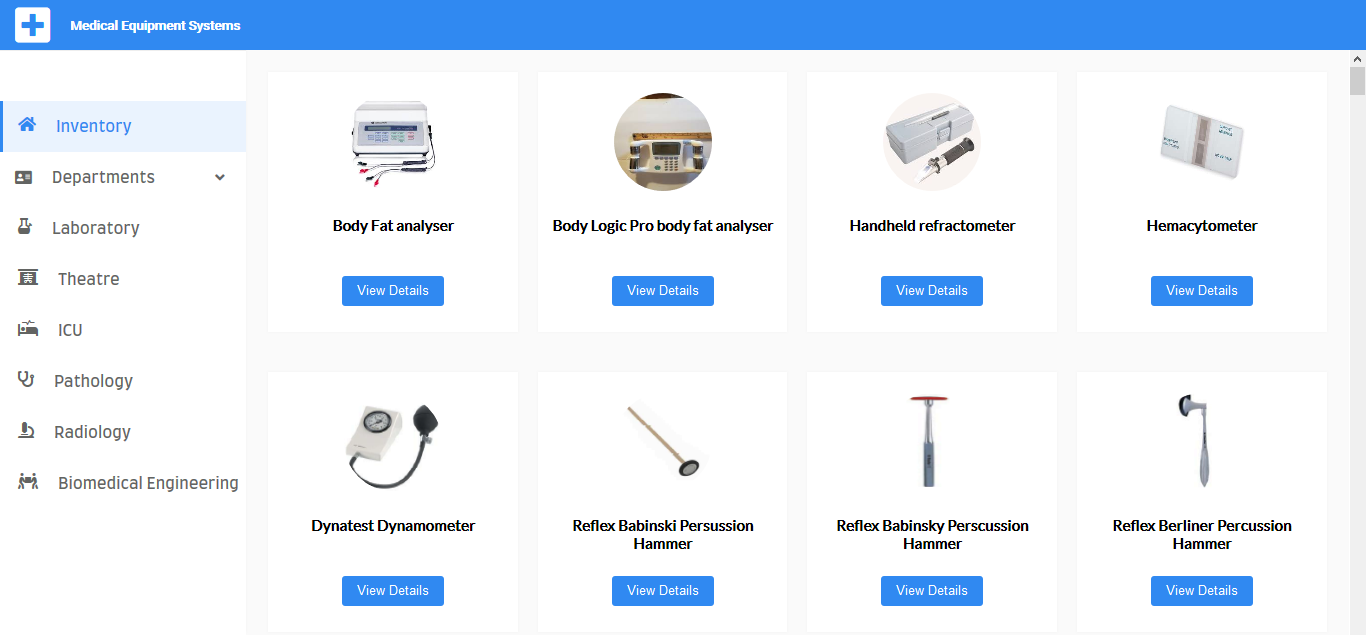 Medical Equipment Systems
Inventory
Departments
Laboratory
Theatre
ICU
Pathology
Radiology
Biomedical Engineering
Body Fat analyser
View Details
Body Logic Pro body fat analyser
View Details
Handheld refractometer
View Details
Hemacytometer
View Details
Dynatest Dynamometer
View Details
Reflex Babinski Persussion
Hammer
View Details
Reflex Babinsky Perscussion
Hammer
View Details
Reflex Berliner Percussion
Hammer
View Details